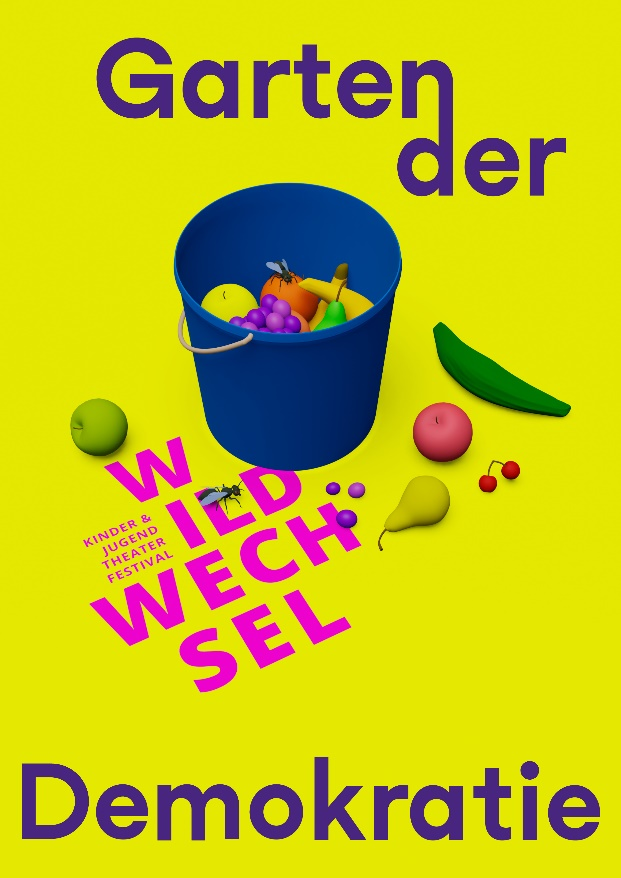 Garten
der
W
ILD
KINDER &
JUGEND
THEATER
FESTIVAL
WECH
SEL
Demokratie